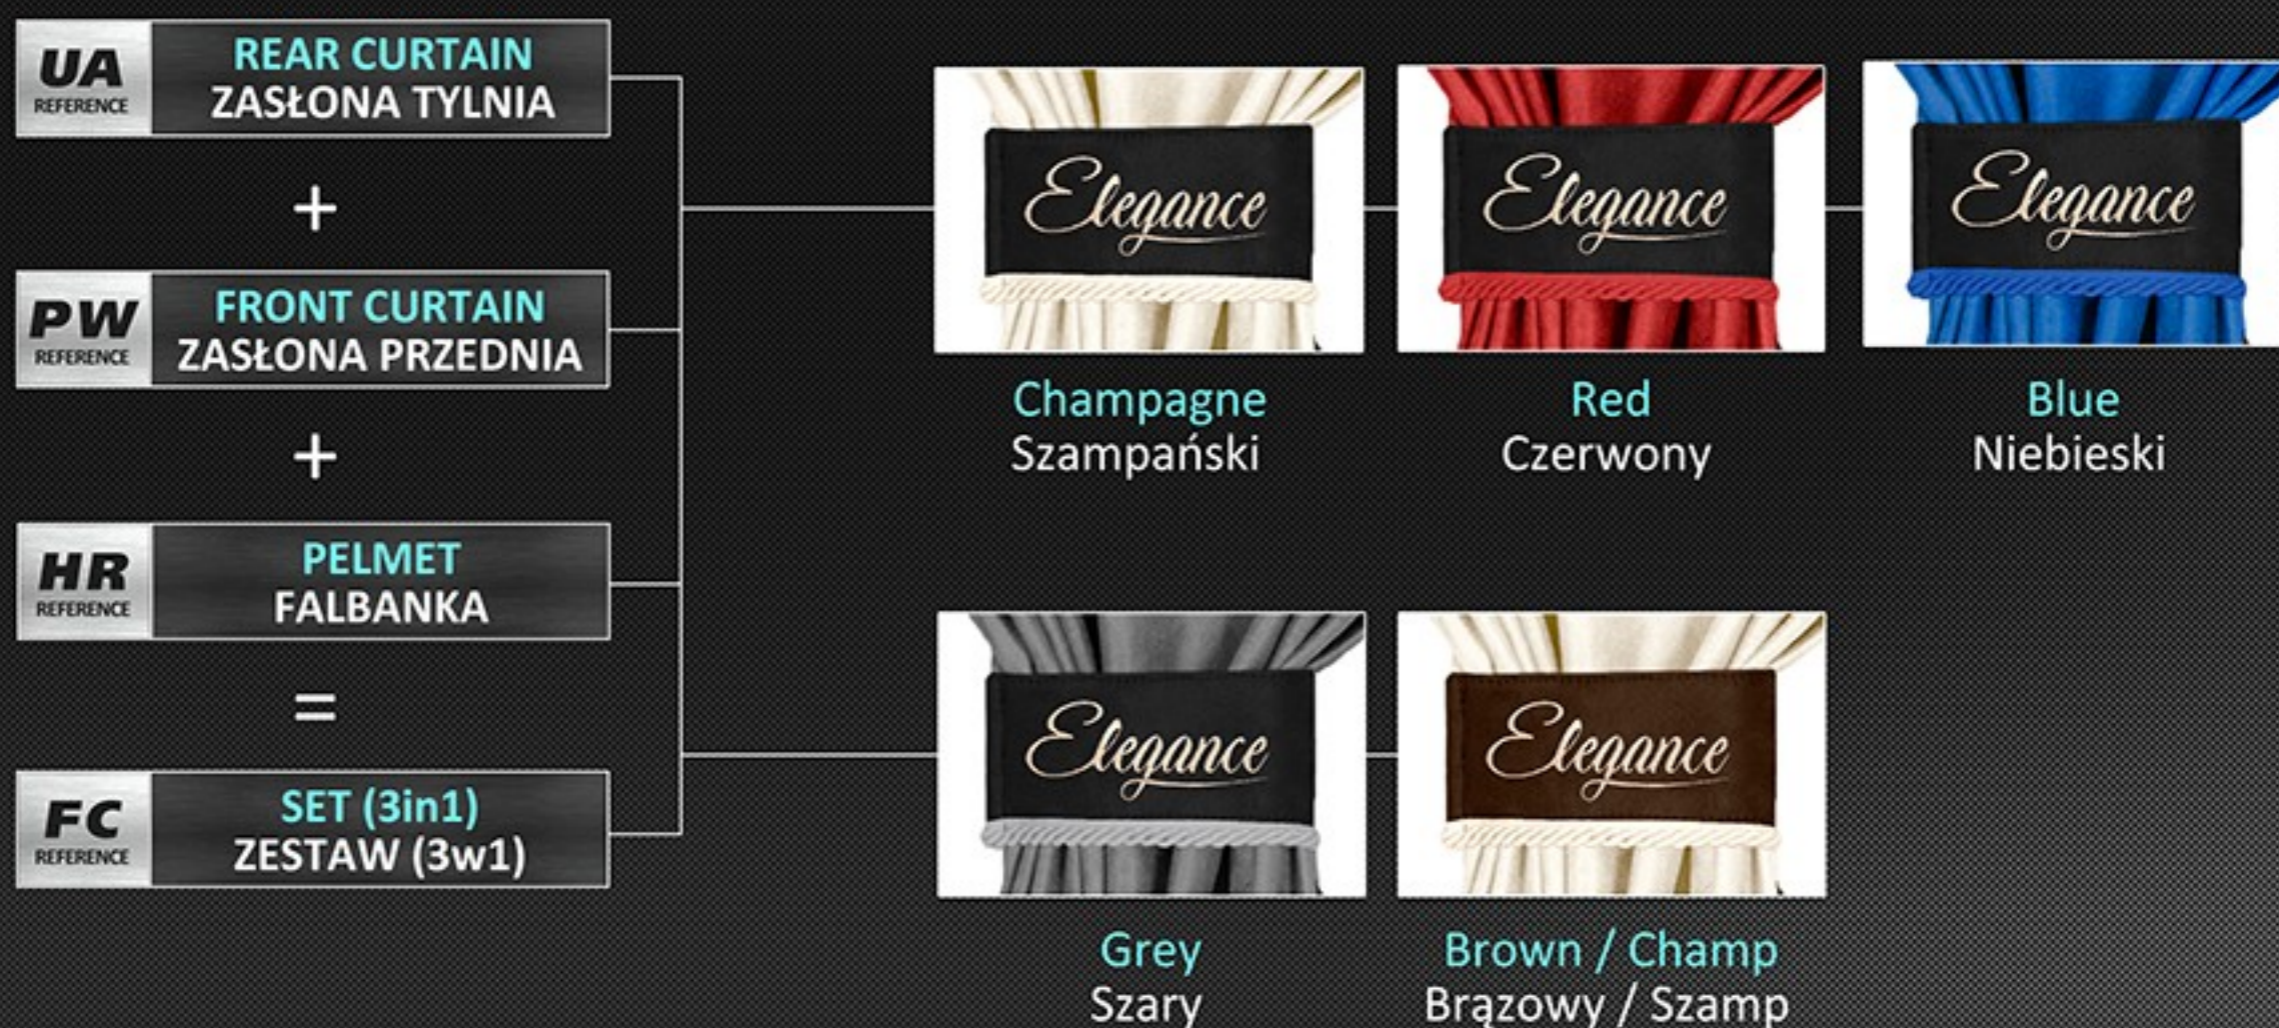 UA
REFERENCE
REAR CURTAIN
ZASŁONA TYLNIA
+
PW
REFERENCE
FRONT CURTAIN
ZASŁONA PRZEDNIA
+
HR
REFERENCE
PELMET
FALBANKA
=
FC
REFERENCE
SET (3in1)
ZESTAW (3w1)
Elegance
Champagne
Szampański
Elegance
Red
Czerwony
Elegance
Blue
Niebieski
Elegance
Grey
Szary
Elegance
Brown / Champ
Brązowy / Szamp